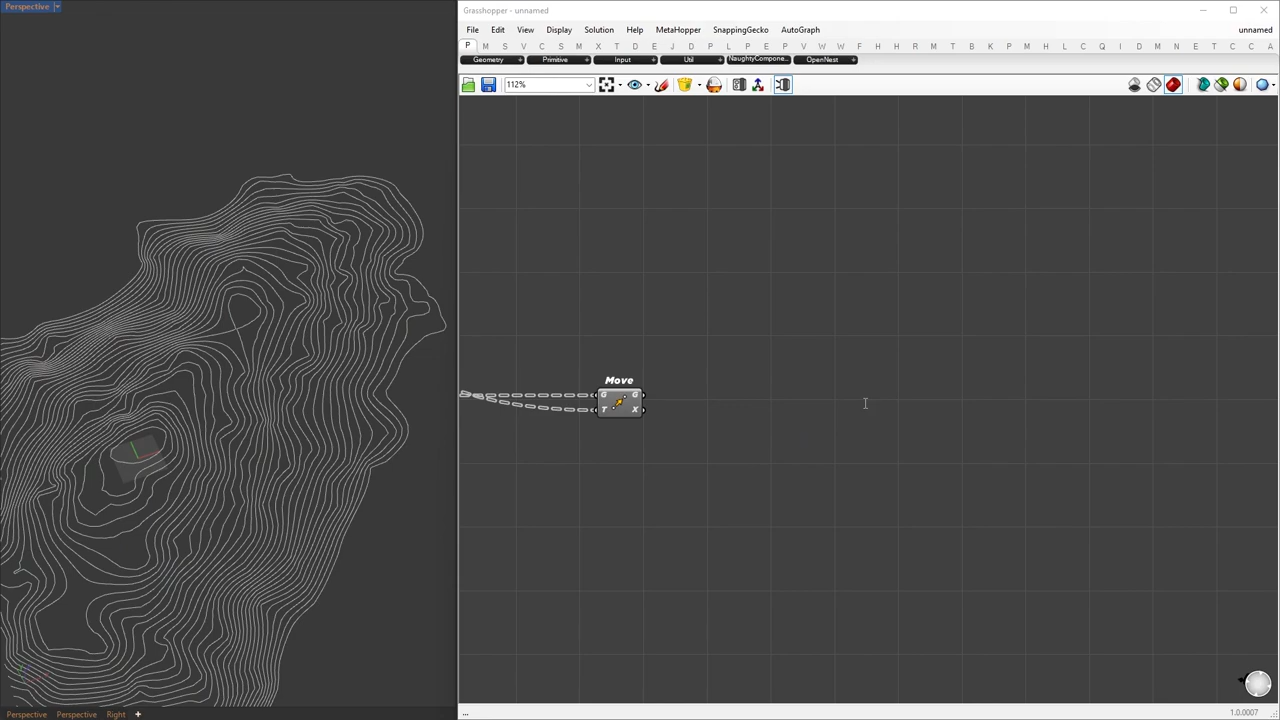 Perspective
Grasshopper - unnamed
File Edit View Display Solution Help MetaHopper SnappingGecko AutoGraph unnamed
P M S V C S I M X S T D A K E J D A N L P V W W F H H D P M H L C H L A N E L P V S C C A
Geometry + Primitive + Input + Util + NaughtyCompone.. OpenNest +
112%
Move
G G
T X
Perspective Perspective Right +
... 1.0.0007